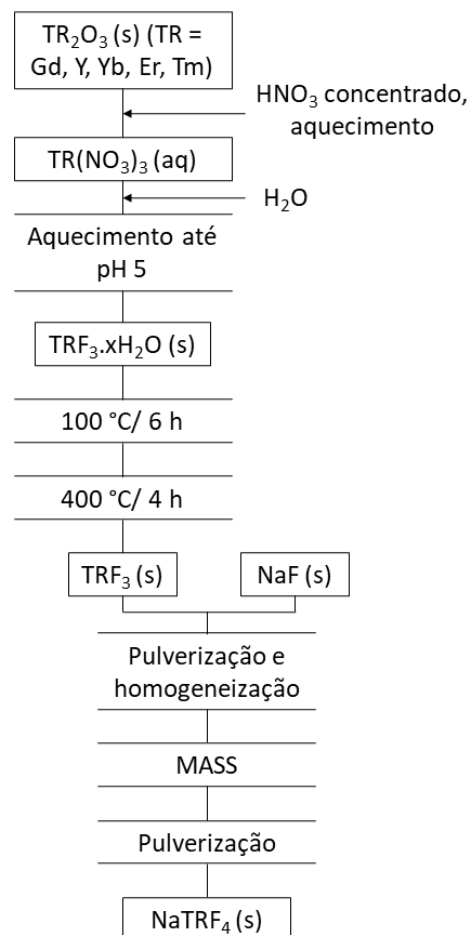 TR₂O₃ (s) (TR =
Gd, Y, Yb, Er, Tm)
HNO₃ concentrado,
aquecimento
TR(NO₃)₃ (aq)
H₂O
Aquecimento até
pH 5
TRF₃.xH₂O (s)
100 °C/ 6 h
400 °C/ 4 h
TRF₃ (s)
NaF (s)
Pulverização e
homogeneização
MASS
Pulverização
NaTRF₄ (s)